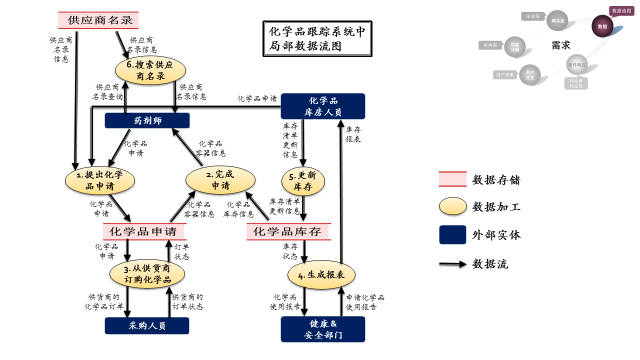 供应商名录
化学品跟踪系统中
局部数据流图
数据流图
数据
需求
供应商
名录
信息
供应商
名录信息
6.搜索供应
商名录
供应商
名录查询
供应商
名录信息
药剂师
化学品申请
化学品
库房人员
库存
清单
更新
信息
库存
报表
化学品
申请
化学品
容器信息
1.提出化学
品申请
2.完成
申请
5.更新
库存
化学品
申请
化学品
容器信息
化学品
库存信息
库存清单
更新信息
化学品申请
化学品库存
化学品
申请
订单
状态
库存
状态
3.从供货商
订购化学品
4.生成报表
供货商的
化学品订单
供货商的
订单状态
化学品
使用报告
申请化学品
使用报告
采购人员
健康&
安全部门
数据存储
数据加工
外部实体
数据流